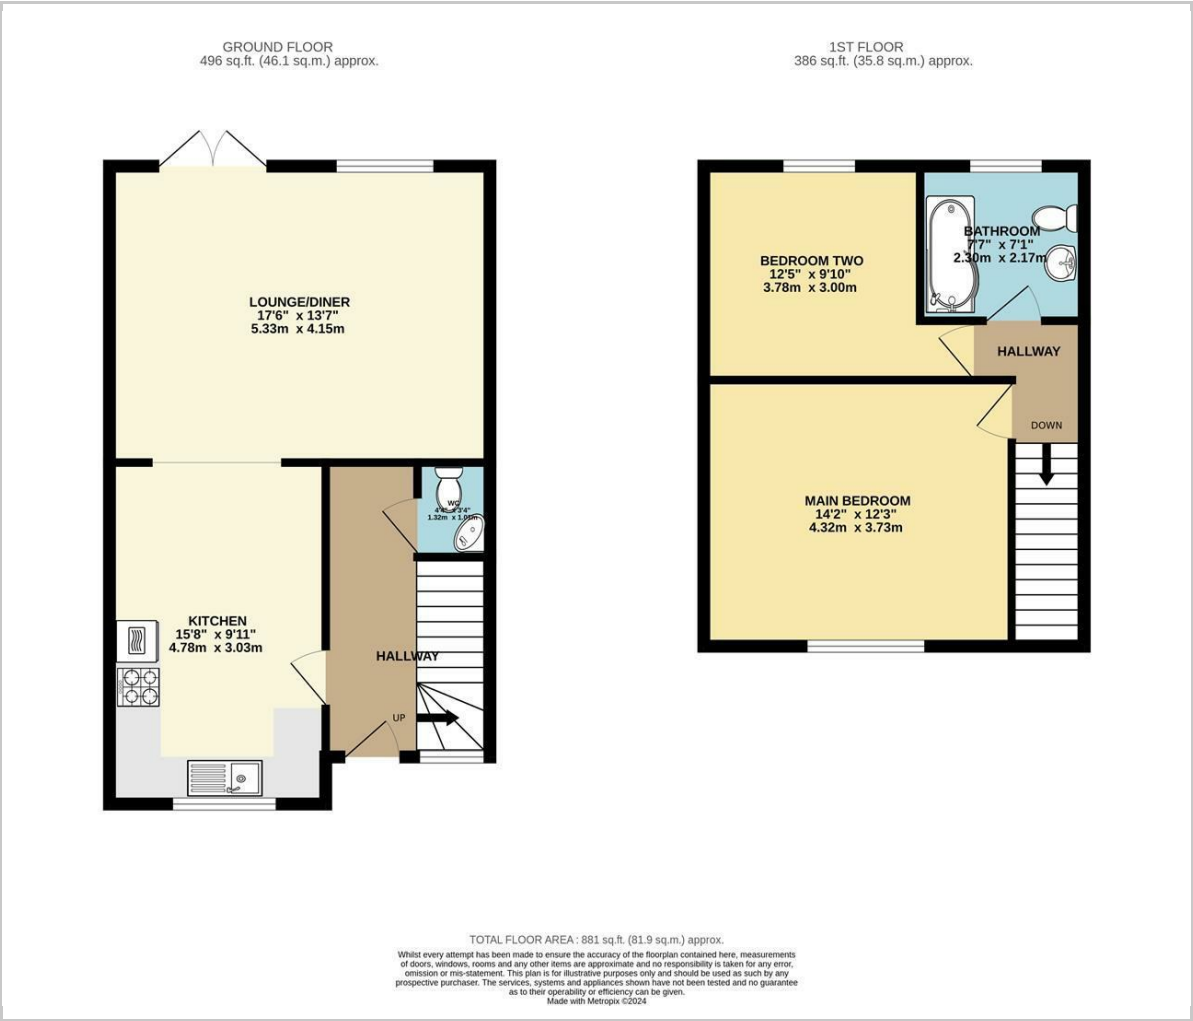 GROUND FLOOR
496 sq.ft. (46.1 sq.m.) approx.
1ST FLOOR
386 sq.ft. (35.8 sq.m.) approx.
LOUNGE/DINER
17'6" x 13'7"
5.33m x 4.15m
WC
4'4" x 3'4"
1.32m x 1.01m
KITCHEN
15'8" x 9'11"
4.78m x 3.03m
HALLWAY
UP
BATHROOM
7'7" x 7'1"
2.30m x 2.17m
BEDROOM TWO
12'5" x 9'10"
3.78m x 3.00m
HALLWAY
DOWN
MAIN BEDROOM
14'2" x 12'3"
4.32m x 3.73m
TOTAL FLOOR AREA : 881 sq.ft. (81.9 sq.m.) approx.
Whilst every attempt has been made to ensure the accuracy of the floorplan contained here, measurements
of doors, windows, rooms and any other items are approximate and no responsibility is taken for any error,
omission or mis-statement. This plan is for illustrative purposes only and should be used as such by any
prospective purchaser. The services, systems and appliances shown have not been tested and no guarantee
as to their operability or efficiency can be given.
Made with Metropix ©2024